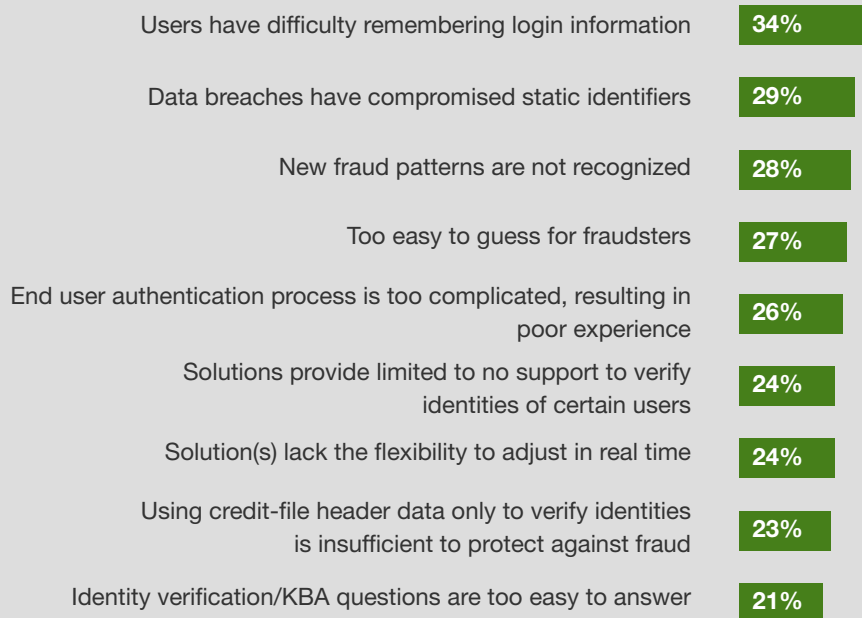 Users have difficulty remembering login information 34%
Data breaches have compromised static identifiers 29%
New fraud patterns are not recognized 28%
Too easy to guess for fraudsters 27%
End user authentication process is too complicated, resulting in
poor experience 26%
Solutions provide limited to no support to verify
identities of certain users 24%
Solution(s) lack the flexibility to adjust in real time 24%
Using credit-file header data only to verify identities
is insufficient to protect against fraud 23%
Identity verification/KBA questions are too easy to answer 21%